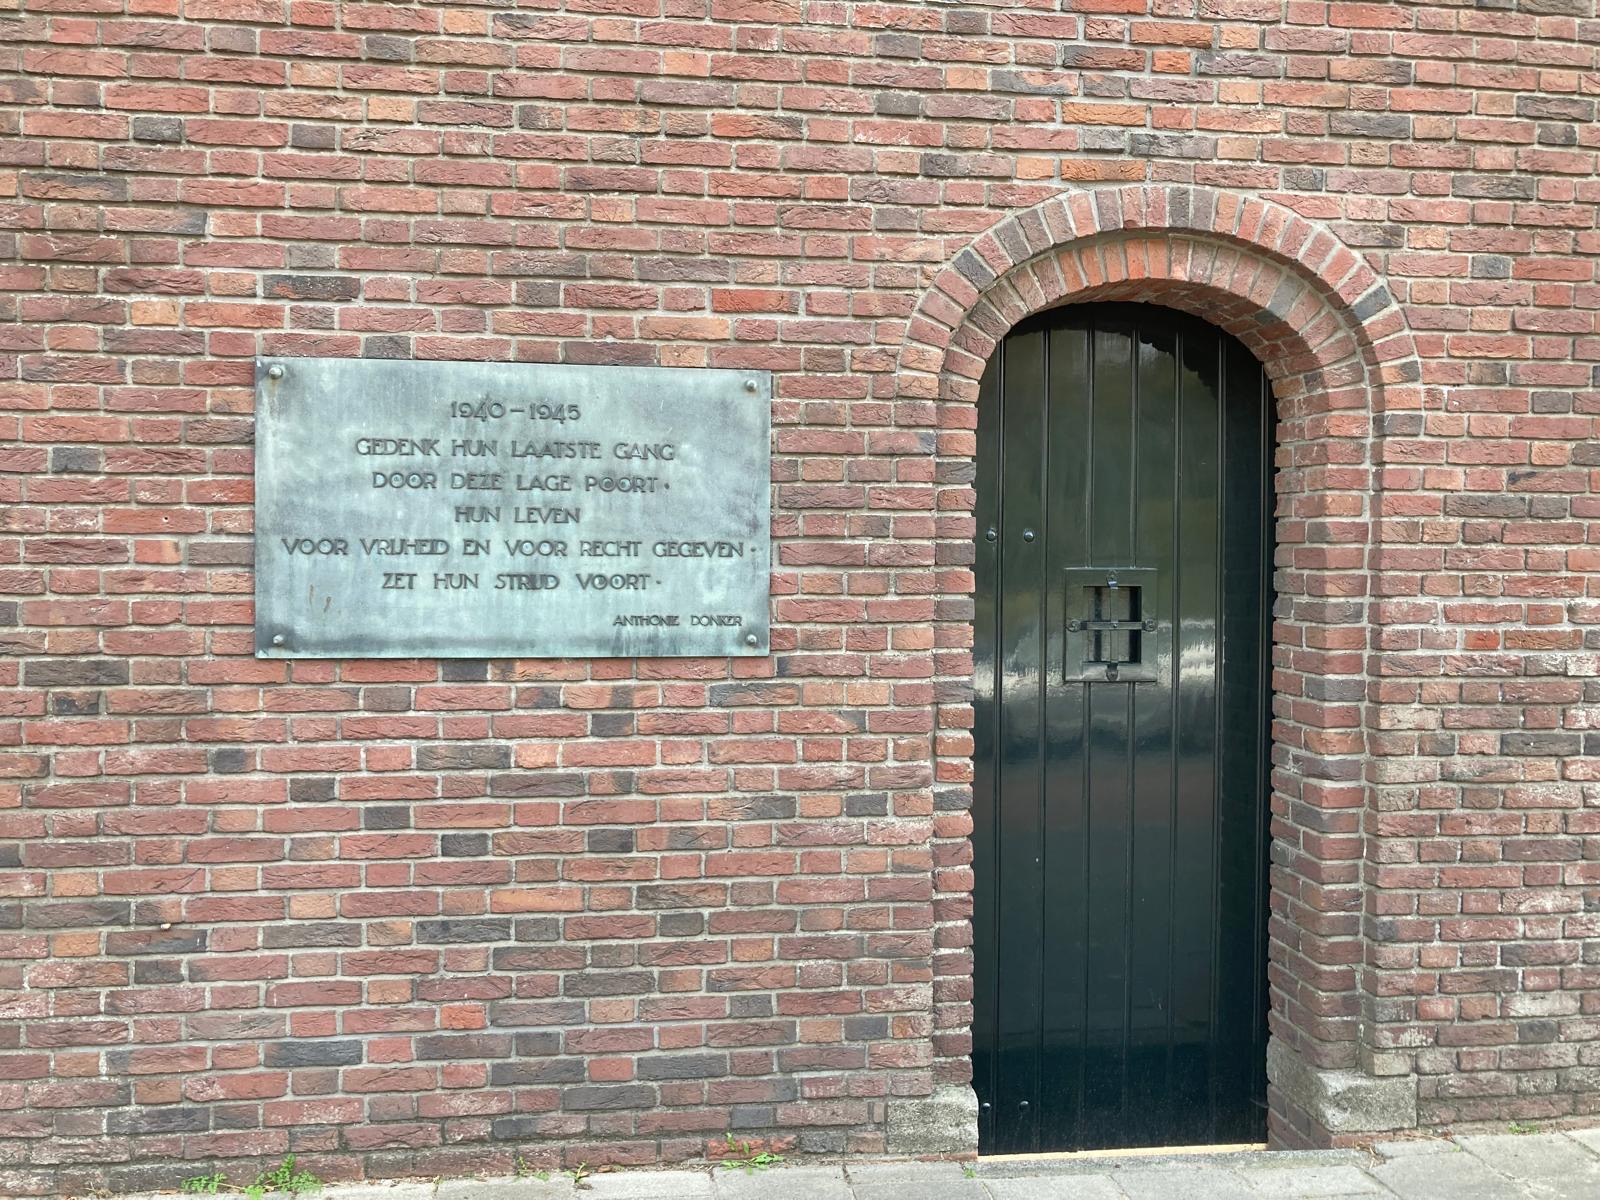 1940–1945
GEDENK HUN LAATSTE GANG
DOOR DEZE LAGE POORT·
HUN LEVEN
VOOR VRIJHEID EN VOOR RECHT GEGEVEN·
ZET HUN STRIJD VOORT·
ANTHONIE DONKER